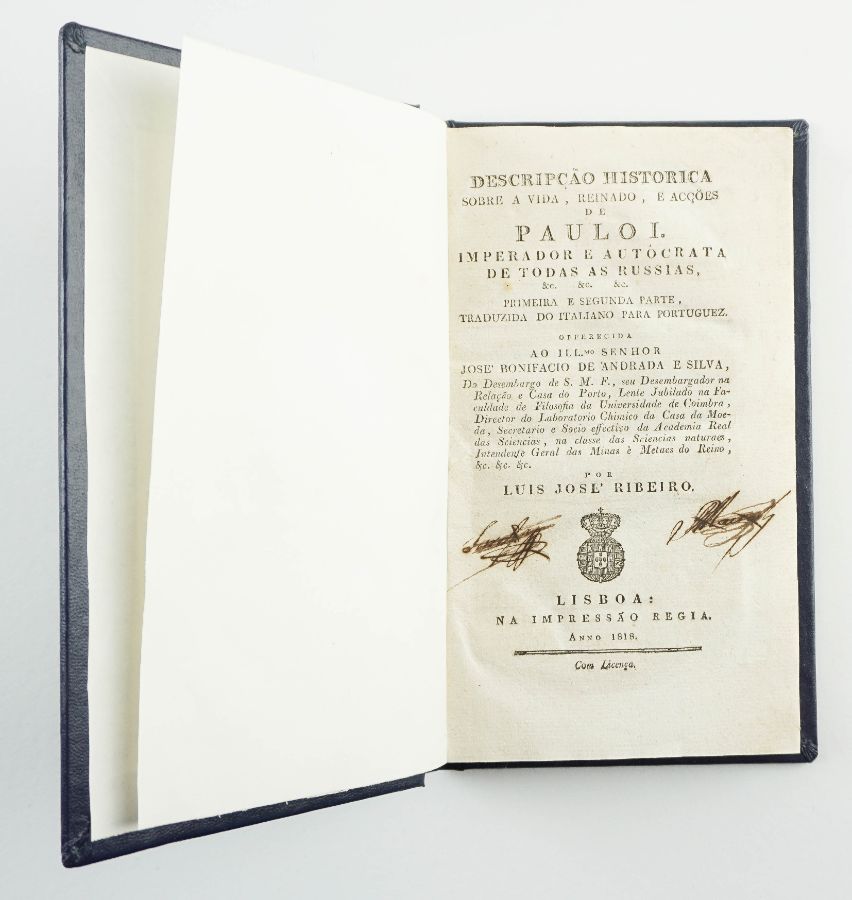 DESCRIPÇÃO HISTORICA
SOBRE A VIDA, REINADO, E ACÇÕES
DE
PAULO I.
IMPERADOR E AUTÓCRATA
DE TODAS AS RUSSIAS,
&c. &c. &c.
PRIMEIRA E SEGUNDA PARTE,
TRADUZIDA DO ITALIANO PARA PORTUGUEZ.
OFFERECIDA
AO ILL.MO SENHOR
JOSE' BONIFACIO DE ANDRADA E SILVA,
Do Desembargo de S. M. F., seu Desembargador na
Relação e Casa do Porto, Lente Jubilado na Fa-
culdade de Filosofia da Universidade de Coimbra,
Director do Laboratorio Chimico da Casa da Moe-
da, Secretario e Socio effectivo da Academia Real
das Sciencias, na classe das Sciencias naturaes,
Intendente Geral das Minas e Metaes do Reino,
&c. &c. &c.
POR
LUIS JOSE' RIBEIRO.
LISBOA:
NA IMPRESSÃO REGIA.
ANNO 1818.
Com Licença.